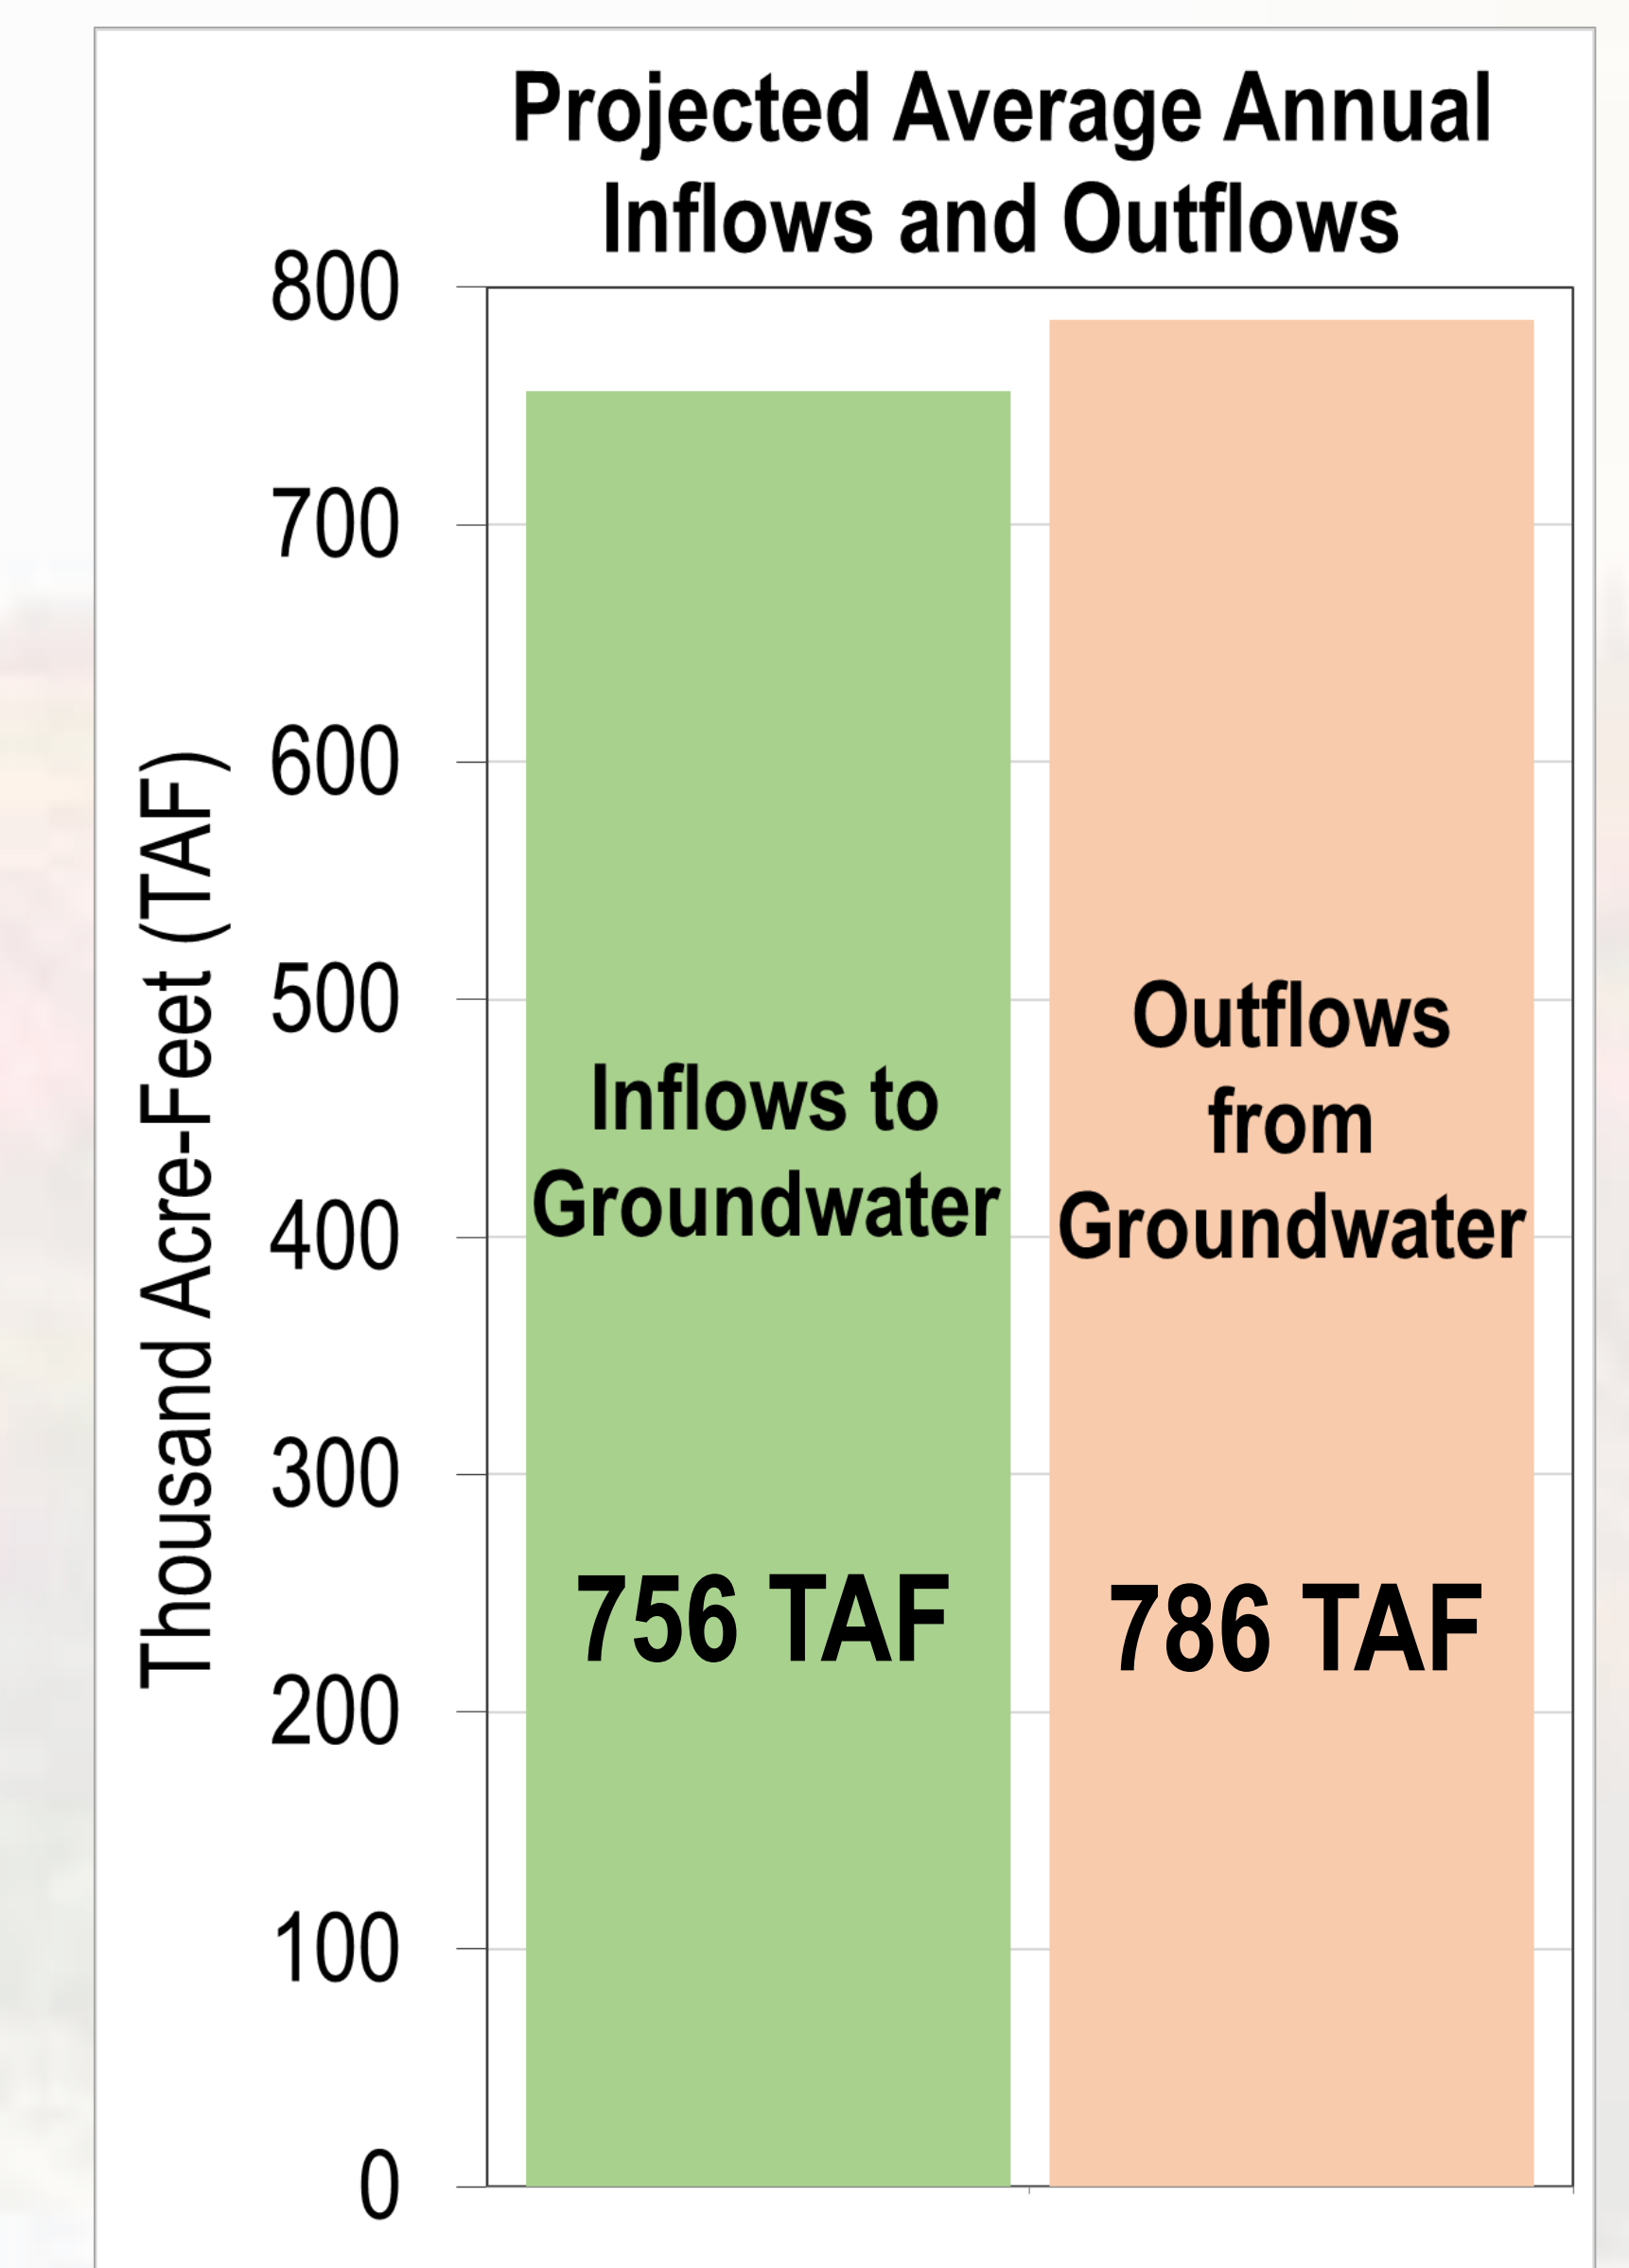 Projected Average Annual
Inflows and Outflows
Thousand Acre-Feet (TAF)
800
700
600
500
400
300
200
100
0
Inflows to
Groundwater
756 TAF
Outflows
from
Groundwater
786 TAF